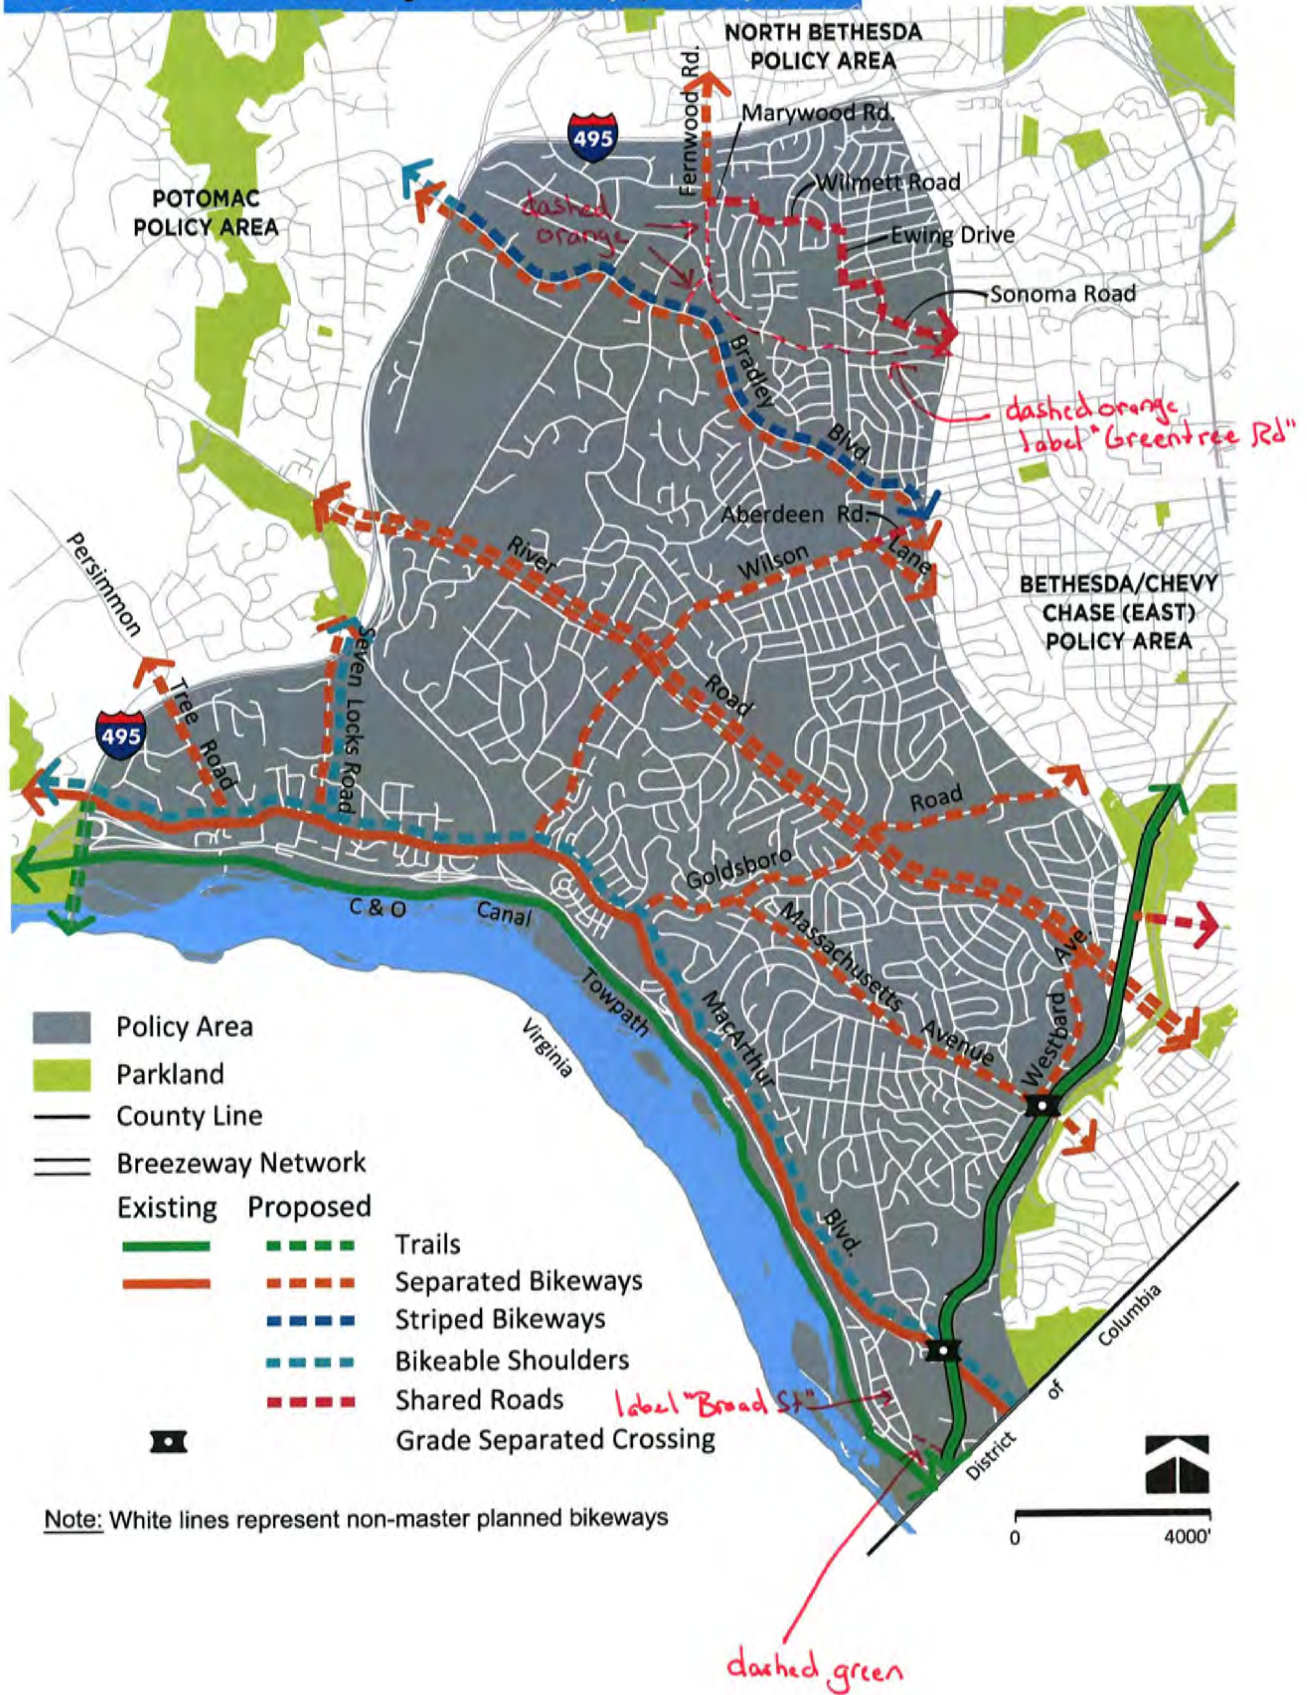 NORTH BETHESDA
POLICY AREA
Fernwood Rd.
Marywood Rd.
495
POTOMAC
POLICY AREA
Wilmett Road
dashed
orange
Ewing Drive
Sonoma Road
Bradley
Blvd.
dashed orange
label "Greentree Rd"
Aberdeen Rd.
Lane
Wilson
River
Road
Persimmon
Tree
Road
Seven Locks Road
BETHESDA/CHEVY
CHASE (EAST)
POLICY AREA
495
Road
Goldsboro
Massachusetts
Avenue
Westbard
Ave.
C & O
Canal
Towpath
Virginia
MacArthur
Blvd.
Policy Area
Parkland
County Line
Breezeway Network
Existing Proposed
Trails
Separated Bikeways
Striped Bikeways
Bikeable Shoulders
Shared Roads
Grade Separated Crossing
label "Broad St"
District
of
Columbia
Note: White lines represent non-master planned bikeways
0 4000'
dashed green